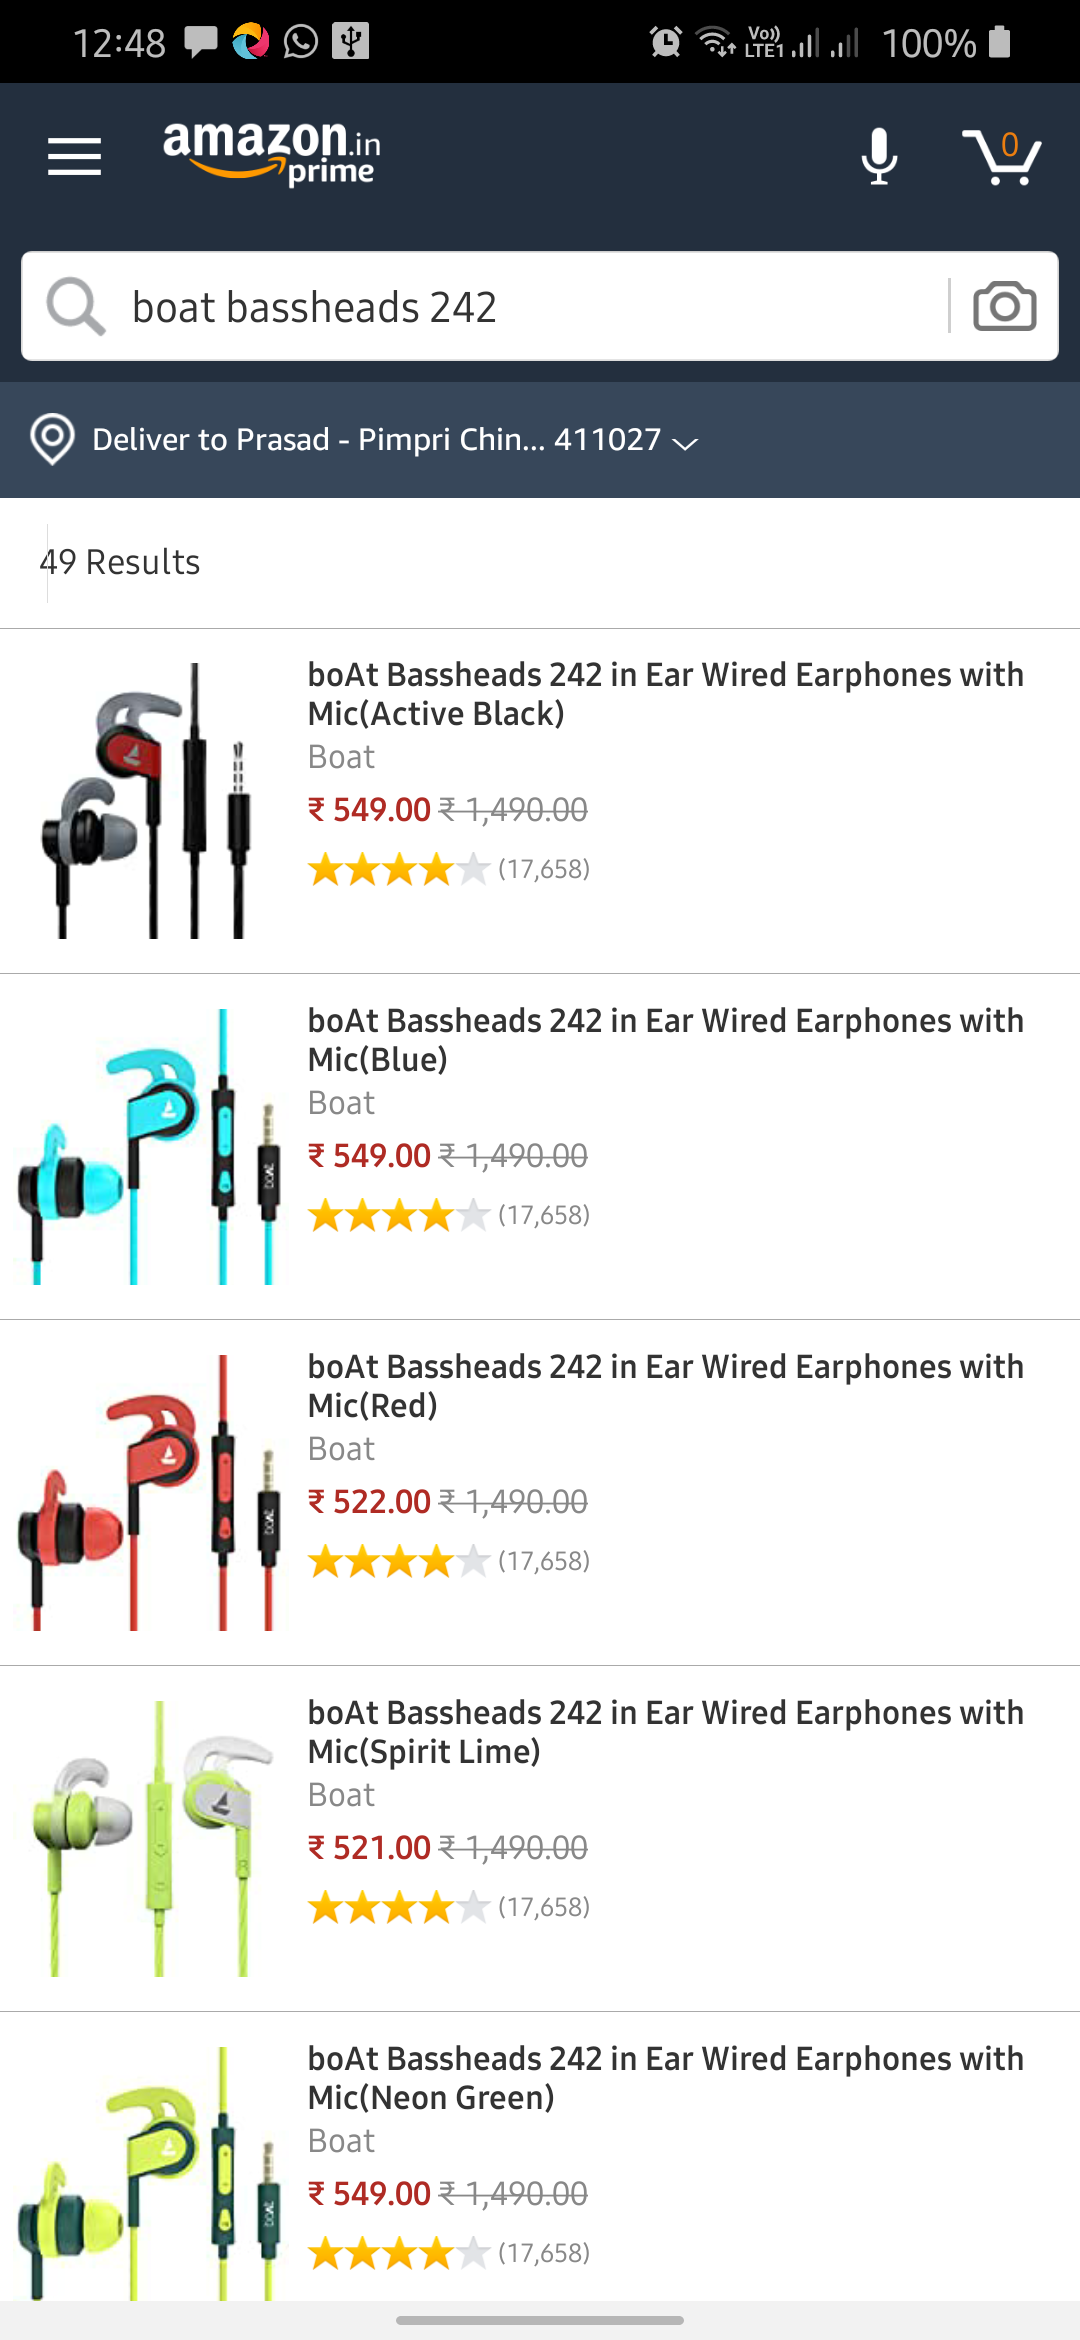 12:48
Vo))
LTE1
100%
amazon.in
prime
0
boat bassheads 242
Deliver to Prasad - Pimpri Chin... 411027
49 Results
boAt Bassheads 242 in Ear Wired Earphones with
Mic(Active Black)
Boat
₹ 549.00 ₹ 1,490.00
(17,658)
boAt Bassheads 242 in Ear Wired Earphones with
Mic(Blue)
Boat
₹ 549.00 ₹ 1,490.00
(17,658)
boAt
boAt Bassheads 242 in Ear Wired Earphones with
Mic(Red)
Boat
₹ 522.00 ₹ 1,490.00
(17,658)
boAt
boAt Bassheads 242 in Ear Wired Earphones with
Mic(Spirit Lime)
Boat
₹ 521.00 ₹ 1,490.00
(17,658)
R
boAt Bassheads 242 in Ear Wired Earphones with
Mic(Neon Green)
Boat
₹ 549.00 ₹ 1,490.00
(17,658)
boAt